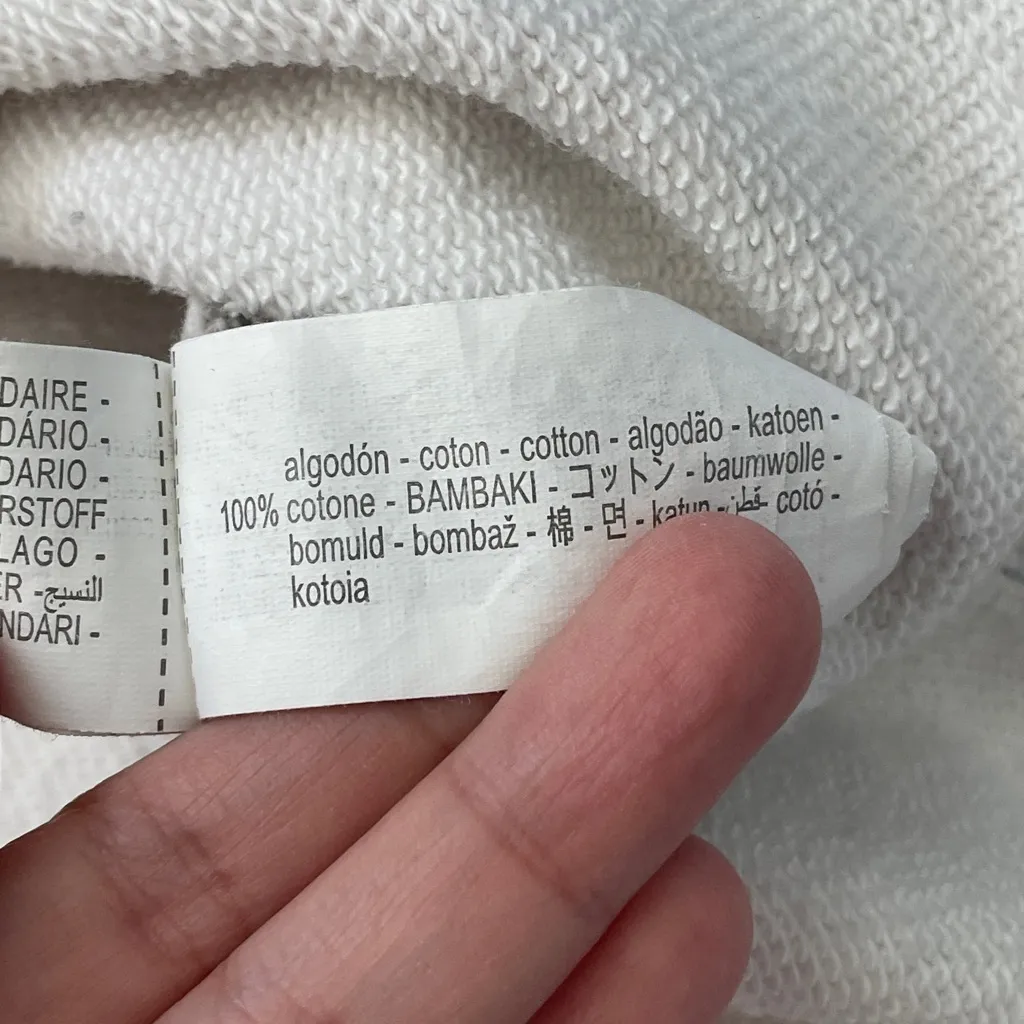 DAIRE -
DÁRIO -
DARIO -
RSTOFF
LAGO -
ER - النسيج
NDARI -
algodón - coton - cotton - algodão - katoen -
100% cotone - BAMBAKI - コットン - baumwolle -
bomuld - bombaž - 棉 - 면 - katun - قطن - cotó -
kotoia